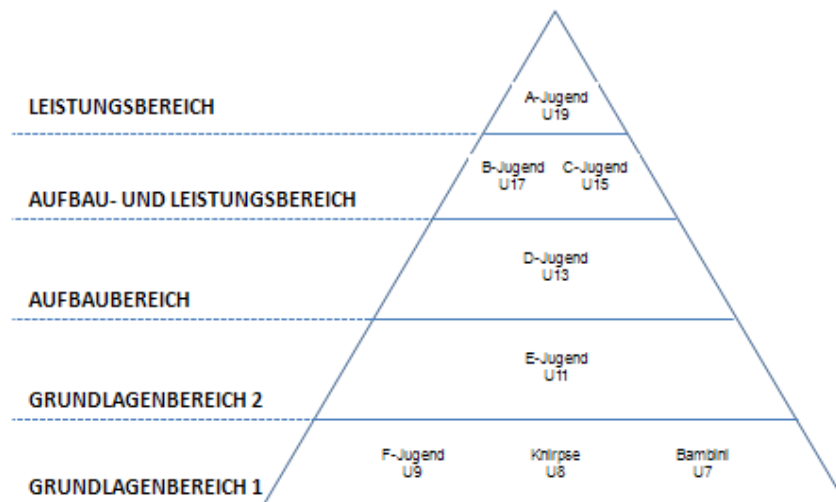 A-Jugend
U19
LEISTUNGSBEREICH
B-Jugend C-Jugend
U17 U15
AUFBAU- UND LEISTUNGSBEREICH
D-Jugend
U13
AUFBAUBEREICH
E-Jugend
U11
GRUNDLAGENBEREICH 2
F-Jugend Knirpse Bambini
U9 U8 U7
GRUNDLAGENBEREICH 1